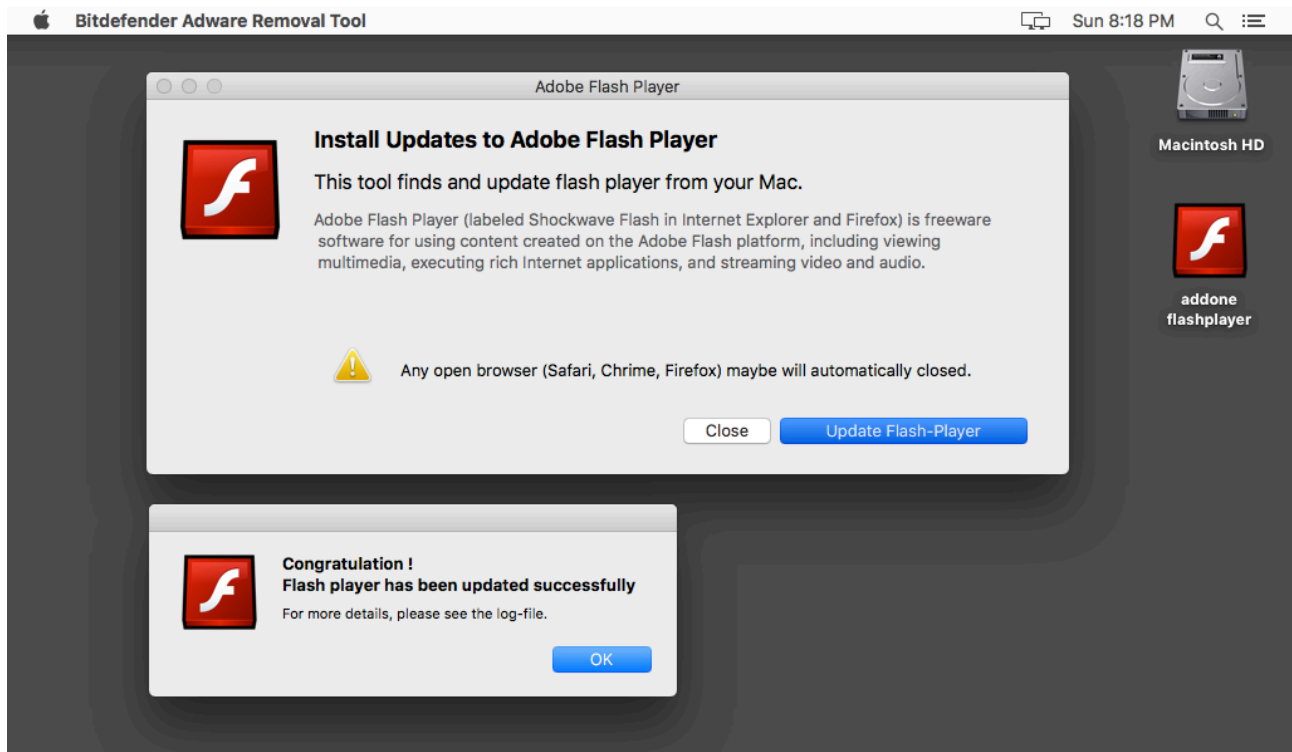 Bitdefender Adware Removal Tool
Sun 8:18 PM
Adobe Flash Player
Install Updates to Adobe Flash Player
This tool finds and update flash player from your Mac.
Adobe Flash Player (labeled Shockwave Flash in Internet Explorer and Firefox) is freeware
software for using content created on the Adobe Flash platform, including viewing
multimedia, executing rich Internet applications, and streaming video and audio.
Any open browser (Safari, Chrime, Firefox) maybe will automatically closed.
Close
Update Flash-Player
Macintosh HD
addone
flashplayer
Congratulation !
Flash player has been updated successfully
For more details, please see the log-file.
OK